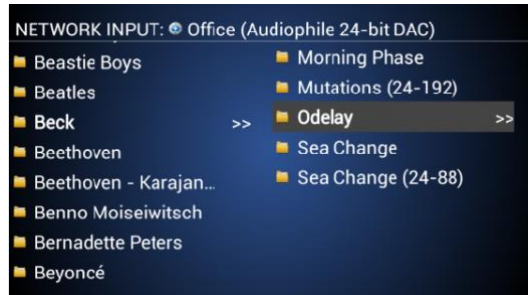 NETWORK INPUT: Office (Audiophile 24-bit DAC)
Beastie Boys
Beatles
Beck >>
Beethoven
Beethoven - Karajan...
Benno Moiseiwitsch
Bernadette Peters
Beyoncé
Morning Phase
Mutations (24-192)
Odelay >>
Sea Change
Sea Change (24-88)